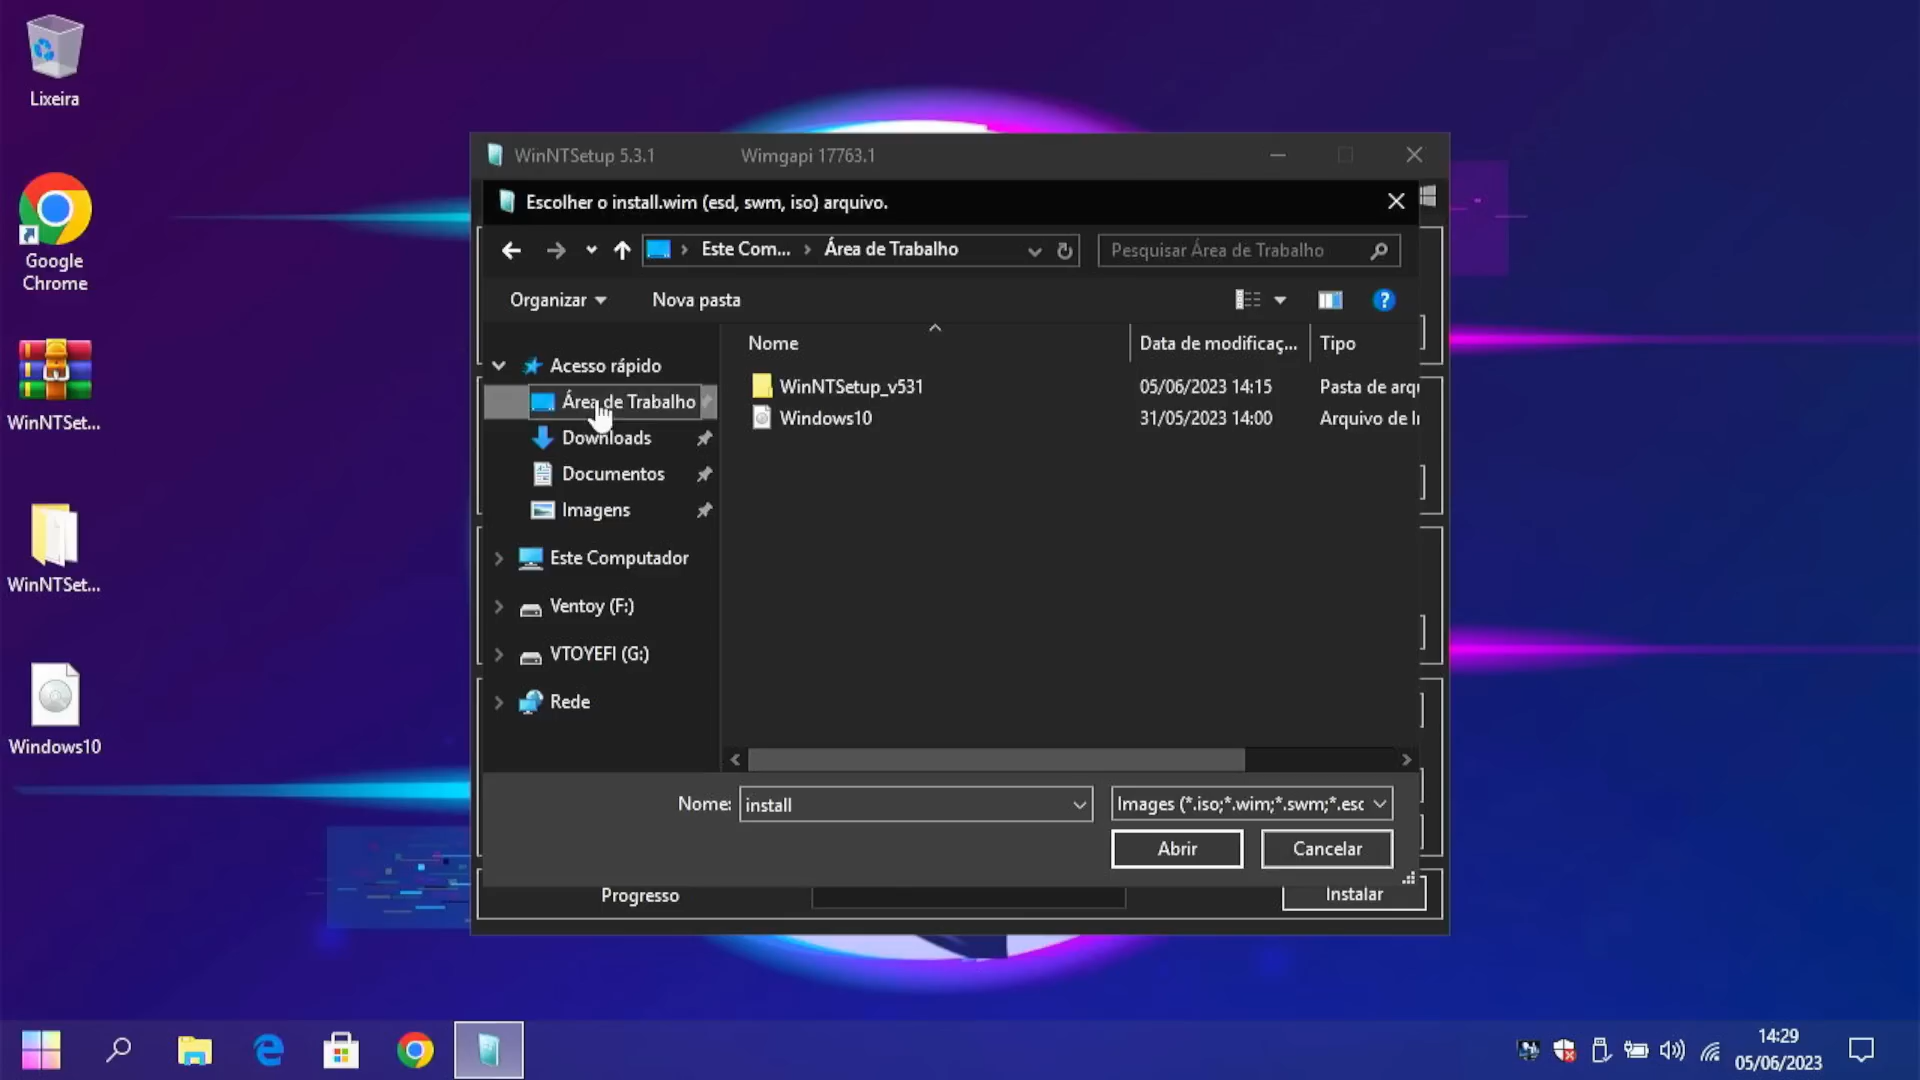 Lixeira
Google
Chrome
WinNTSet...
WinNTSet...
Windows10
WinNTSetup 5.3.1
Wimgapi 17763.1
Escolher o install.wim (esd, swm, iso) arquivo.
Este Com...
Área de Trabalho
Pesquisar Área de Trabalho
Organizar
Nova pasta
?
Nome
Data de modificaç...
Tipo
Acesso rápido
Área de Trabalho
Downloads
Documentos
Imagens
Este Computador
Ventoy (F:)
VTOYEFI (G:)
Rede
WinNTSetup_v531
05/06/2023 14:15
Pasta de arqu
Windows10
31/05/2023 14:00
Arquivo de I
Nome:
install
Images (*.iso;*.wim;*.swm;*.esc
Abrir
Cancelar
Progresso
Instalar
14:29
05/06/2023